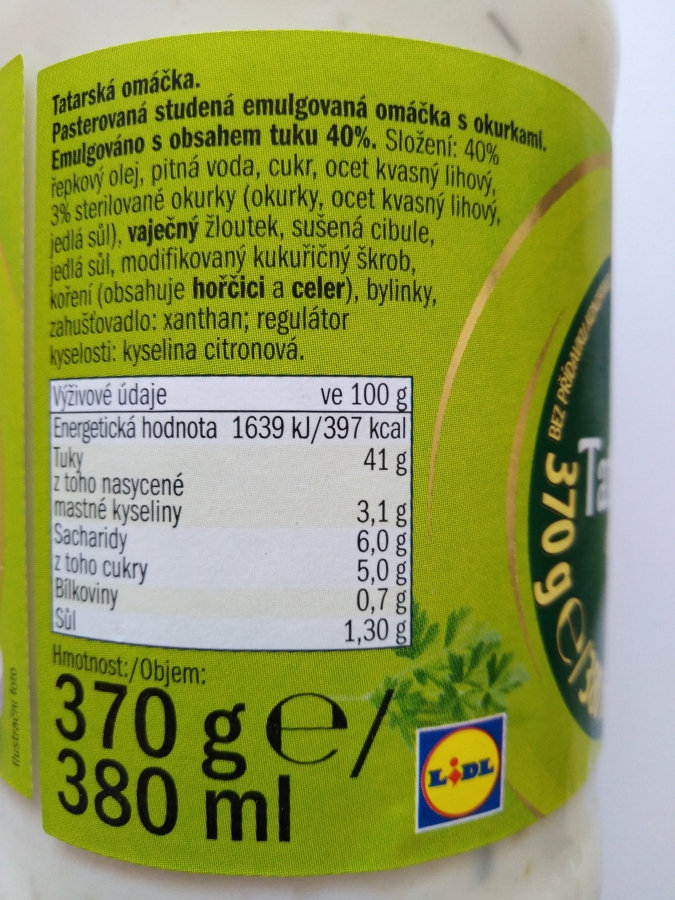 Tatarská omáčka.
Pasterovaná studená emulgovaná omáčka s okurkami.
Emulgováno s obsahem tuku 40%. Složení: 40%
řepkový olej, pitná voda, cukr, ocet kvasný lihový,
3% sterilované okurky (okurky, ocet kvasný lihový,
jedlá sůl), vaječný žloutek, sušená cibule,
jedlá sůl, modifikovaný kukuřičný škrob,
koření (obsahuje hořčici a celer), bylinky,
zahušťovadlo: xanthan; regulátor
kyselosti: kyselina citronová.
Výživové údaje ve 100 g
Energetická hodnota 1639 kJ/397 kcal
Tuky 41 g
z toho nasycené
mastné kyseliny 3,1 g
Sacharidy 6,0 g
z toho cukry 5,0 g
Bílkoviny 0,7 g
Sůl 1,30 g
Hmotnost:/Objem:
370 g e/
380 ml
LIDL
Ilustrační foto
BEZ PŘÍDAVKU
370 g e